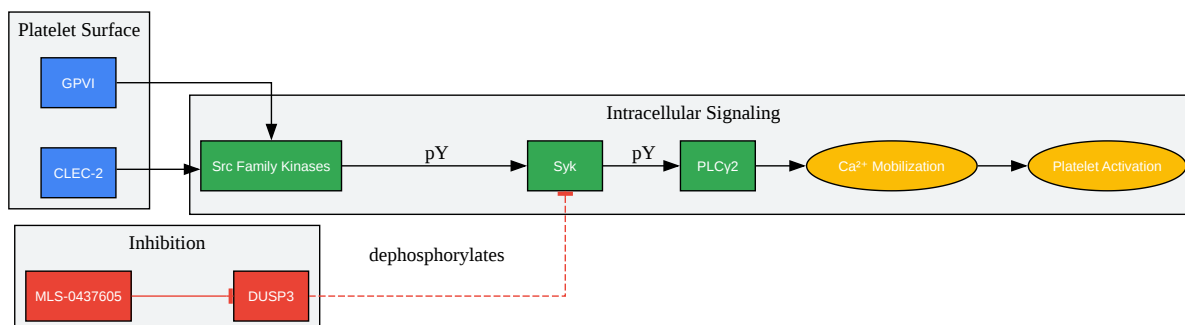 Platelet Surface
GPVI
CLEC-2
Intracellular Signaling
Src Family Kinases
pY
Syk
pY
PLCγ2
Ca²⁺ Mobilization
Platelet Activation
Inhibition
MLS-0437605
DUSP3
dephosphorylates